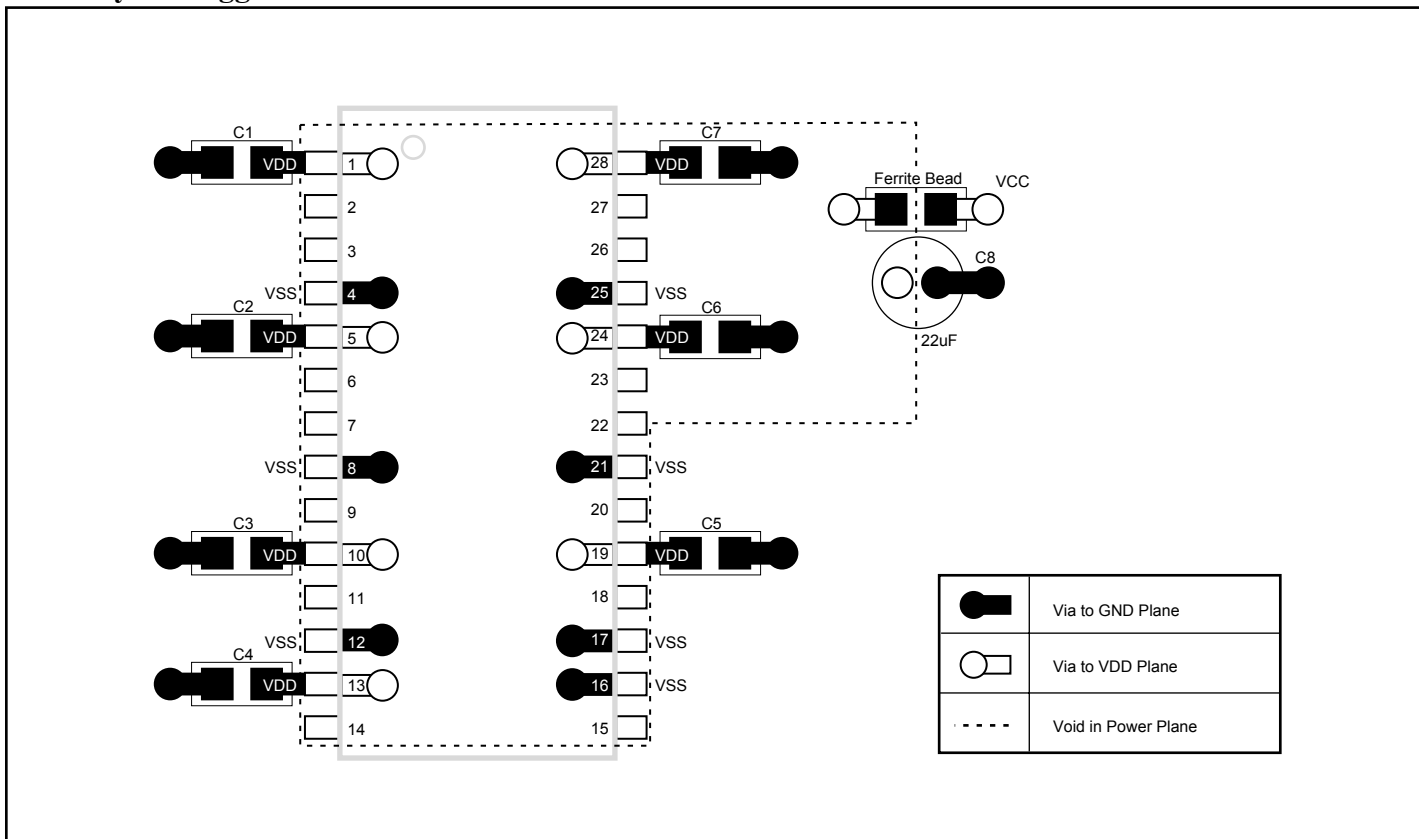 C1
C7
VDD
1
28
VDD
Ferrite Bead
VCC
2
27
3
26
C8
VSS
4
25
VSS
C2
C6
VDD
5
24
VDD
22uF
6
23
7
22
VSS
8
21
VSS
9
20
C3
C5
VDD
10
19
VDD
11
18
Via to GND Plane
VSS
12
17
VSS
C4
Via to VDD Plane
VDD
13
16
VSS
14
15
Void in Power Plane